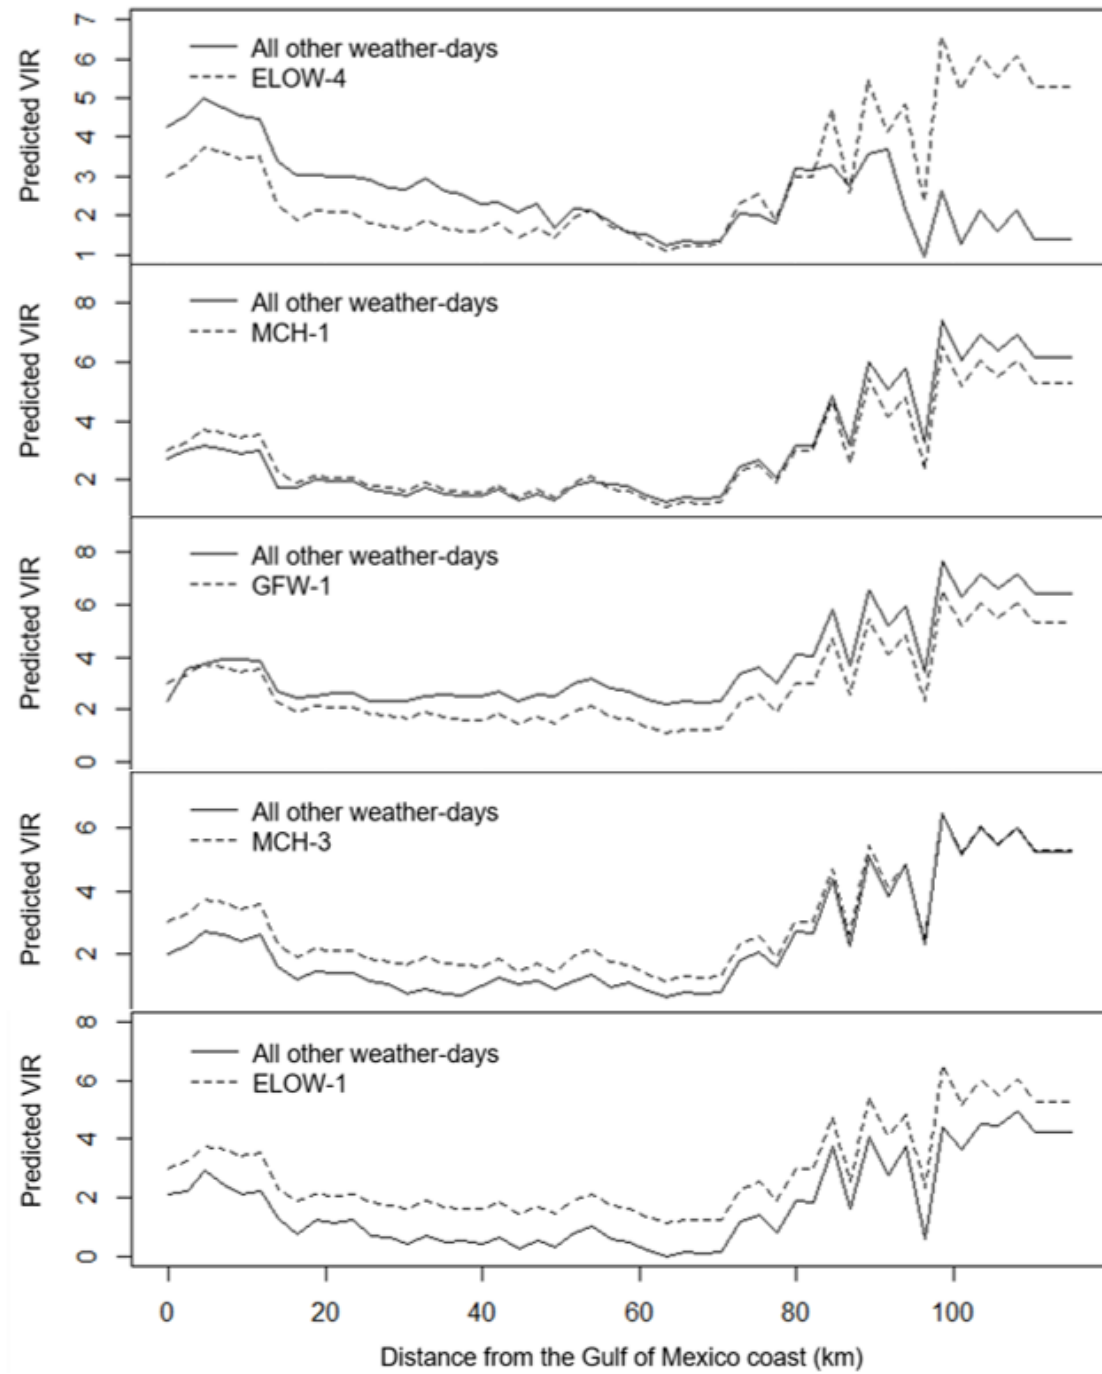 Predicted VIR
7
6
5
4
3
2
1
All other weather-days
ELOW-4
Predicted VIR
8
6
4
2
All other weather-days
MCH-1
Predicted VIR
8
6
4
2
0
All other weather-days
GFW-1
Predicted VIR
6
4
2
All other weather-days
MCH-3
Predicted VIR
8
6
4
2
0
All other weather-days
ELOW-1
0 20 40 60 80 100
Distance from the Gulf of Mexico coast (km)